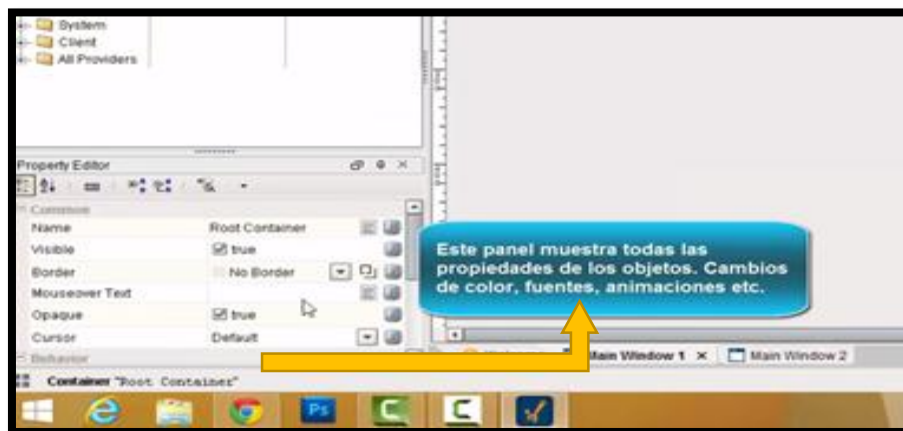 System
Client
All Providers
Property Editor
Common
Name Root Container
Visible true
Border No Border
Mouseover Text
Opaque true
Cursor Default
Behavior
Este panel muestra todas las
propiedades de los objetos. Cambios
de color, fuentes, animaciones etc.
Main Window 1 Main Window 2
Container "Root Container"
Ps